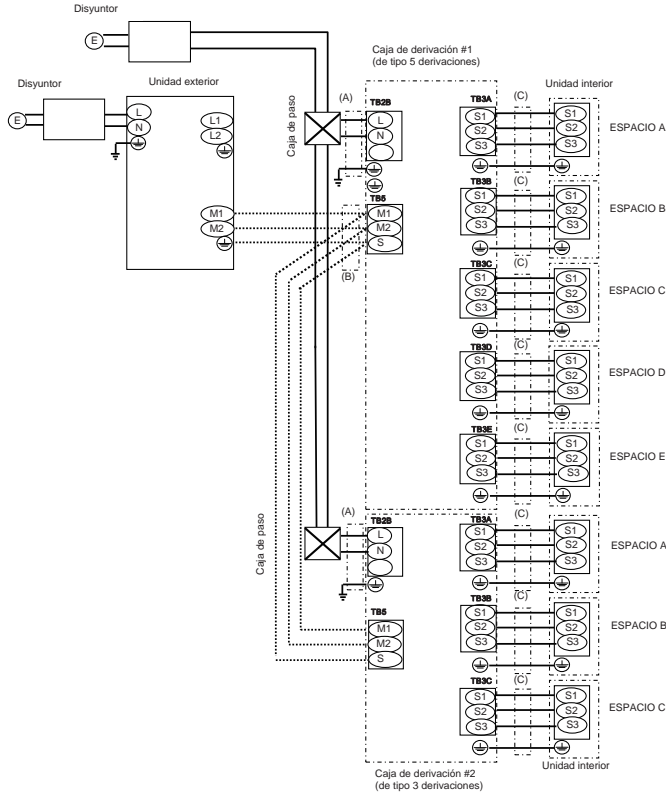 Disyuntor
E
Caja de derivación #1
(de tipo 5 derivaciones)
Disyuntor
Unidad exterior
E
L
N
L1
L2
M1
M2
Caja de paso
(A)
TB2B
L
N
TB5
M1
M2
S
(B)
Unidad interior
TB3A
S1
S2
S3
(C)
S1
S2
S3
ESPACIO A
TB3B
S1
S2
S3
(C)
S1
S2
S3
ESPACIO B
TB3C
S1
S2
S3
(C)
S1
S2
S3
ESPACIO C
TB3D
S1
S2
S3
(C)
S1
S2
S3
ESPACIO D
TB3E
S1
S2
S3
(C)
S1
S2
S3
ESPACIO E
Caja de paso
(A)
TB2B
L
N
TB5
M1
M2
S
TB3A
S1
S2
S3
(C)
S1
S2
S3
ESPACIO A
TB3B
S1
S2
S3
(C)
S1
S2
S3
ESPACIO B
TB3C
S1
S2
S3
(C)
S1
S2
S3
ESPACIO C
Unidad interior
Caja de derivación #2
(de tipo 3 derivaciones)